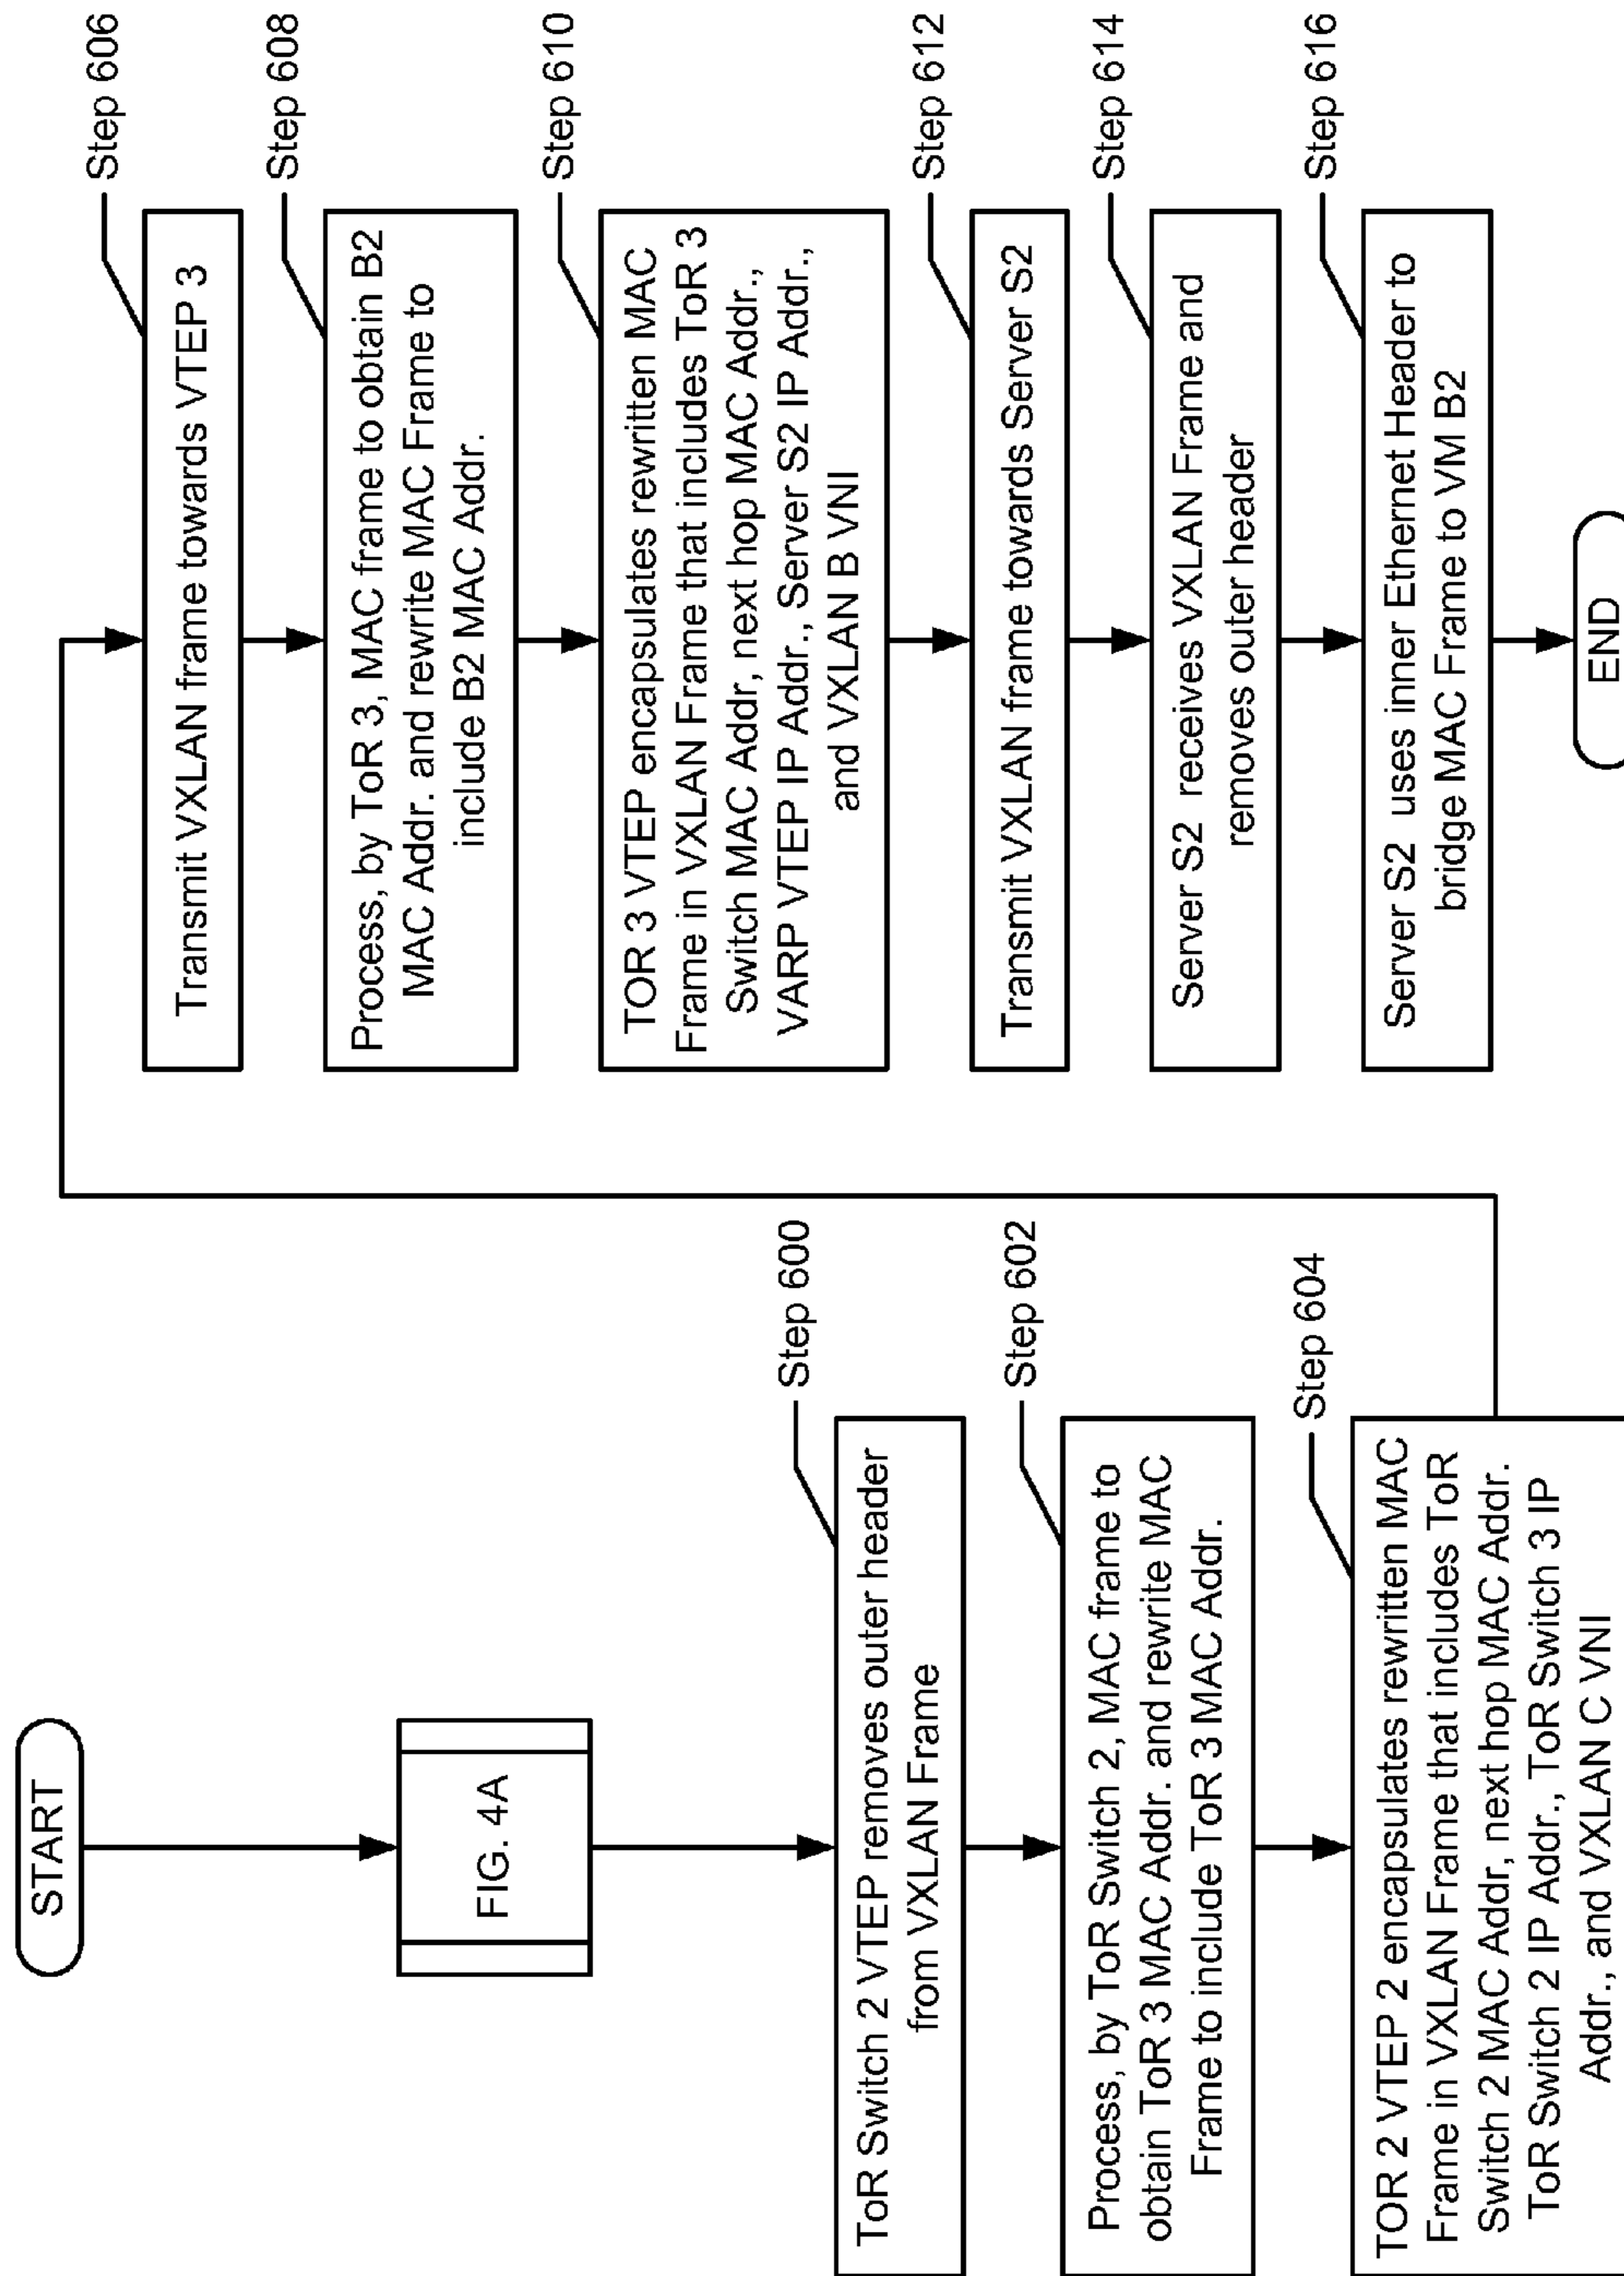 START
FIG. 4A
Step 600
ToR Switch 2 VTEP removes outer header
from VXLAN Frame
Step 602
Process, by ToR Switch 2, MAC frame to
obtain ToR 3 MAC Addr. and rewrite MAC
Frame to include ToR 3 MAC Addr.
Step 604
TOR 2 VTEP 2 encapsulates rewritten MAC
Frame in VXLAN Frame that includes ToR
Switch 2 MAC Addr, next hop MAC Addr.
ToR Switch 2 IP Addr., ToR Switch 3 IP
Addr., and VXLAN C VNI
Step 606
Transmit VXLAN frame towards VTEP 3
Step 608
Process, by ToR 3, MAC frame to obtain B2
MAC Addr. and rewrite MAC Frame to
include B2 MAC Addr.
Step 610
TOR 3 VTEP encapsulates rewritten MAC
Frame in VXLAN Frame that includes ToR 3
Switch MAC Addr, next hop MAC Addr.,
VARP VTEP IP Addr., Server S2 IP Addr.,
and VXLAN B VNI
Step 612
Transmit VXLAN frame towards Server S2
Step 614
Server S2 receives VXLAN Frame and
removes outer header
Step 616
Server S2 uses inner Ethernet Header to
bridge MAC Frame to VM B2
END